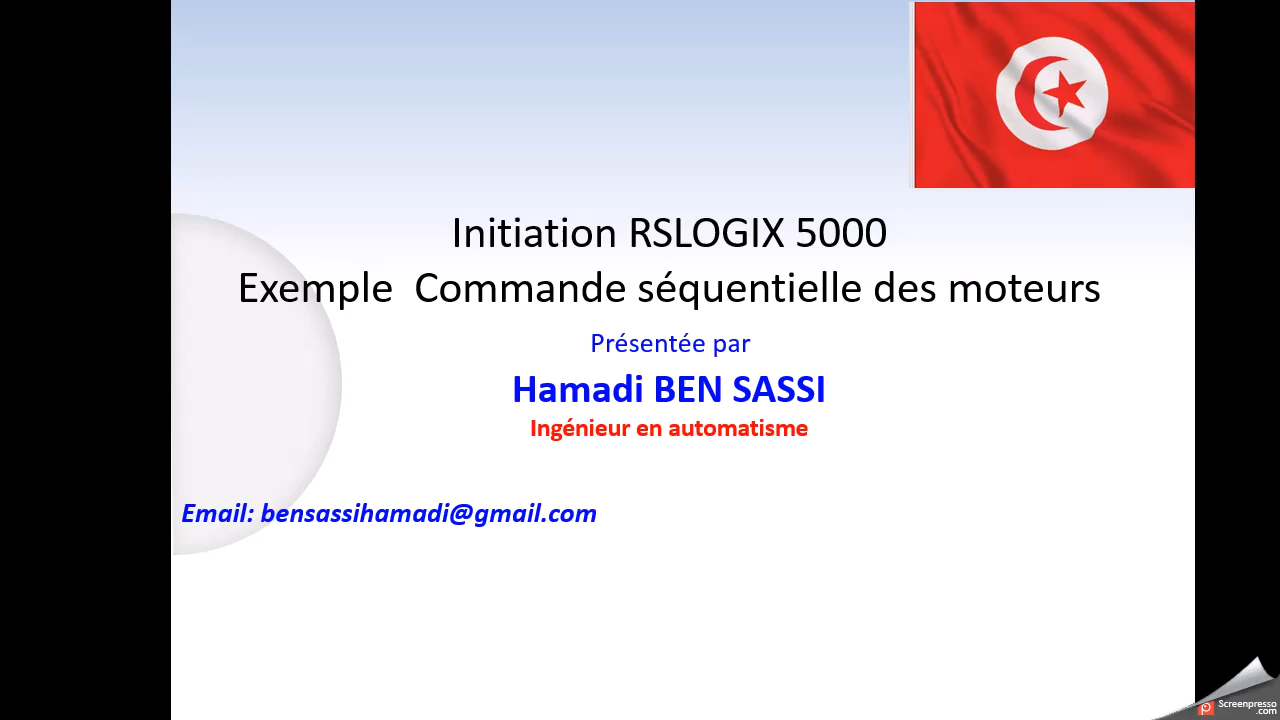 Initiation RSLOGIX 5000
Exemple  Commande séquentielle des moteurs
Présentée par
Hamadi BEN SASSI
Ingénieur en automatisme
Email: bensassihamadi@gmail.com
Screenpresso
.com